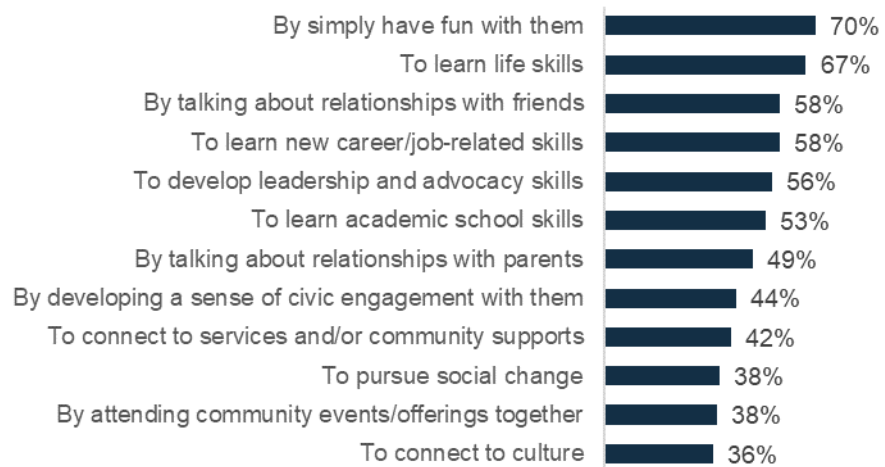 By simply have fun with them 70%
To learn life skills 67%
By talking about relationships with friends 58%
To learn new career/job-related skills 58%
To develop leadership and advocacy skills 56%
To learn academic school skills 53%
By talking about relationships with parents 49%
By developing a sense of civic engagement with them 44%
To connect to services and/or community supports 42%
To pursue social change 38%
By attending community events/offerings together 38%
To connect to culture 36%